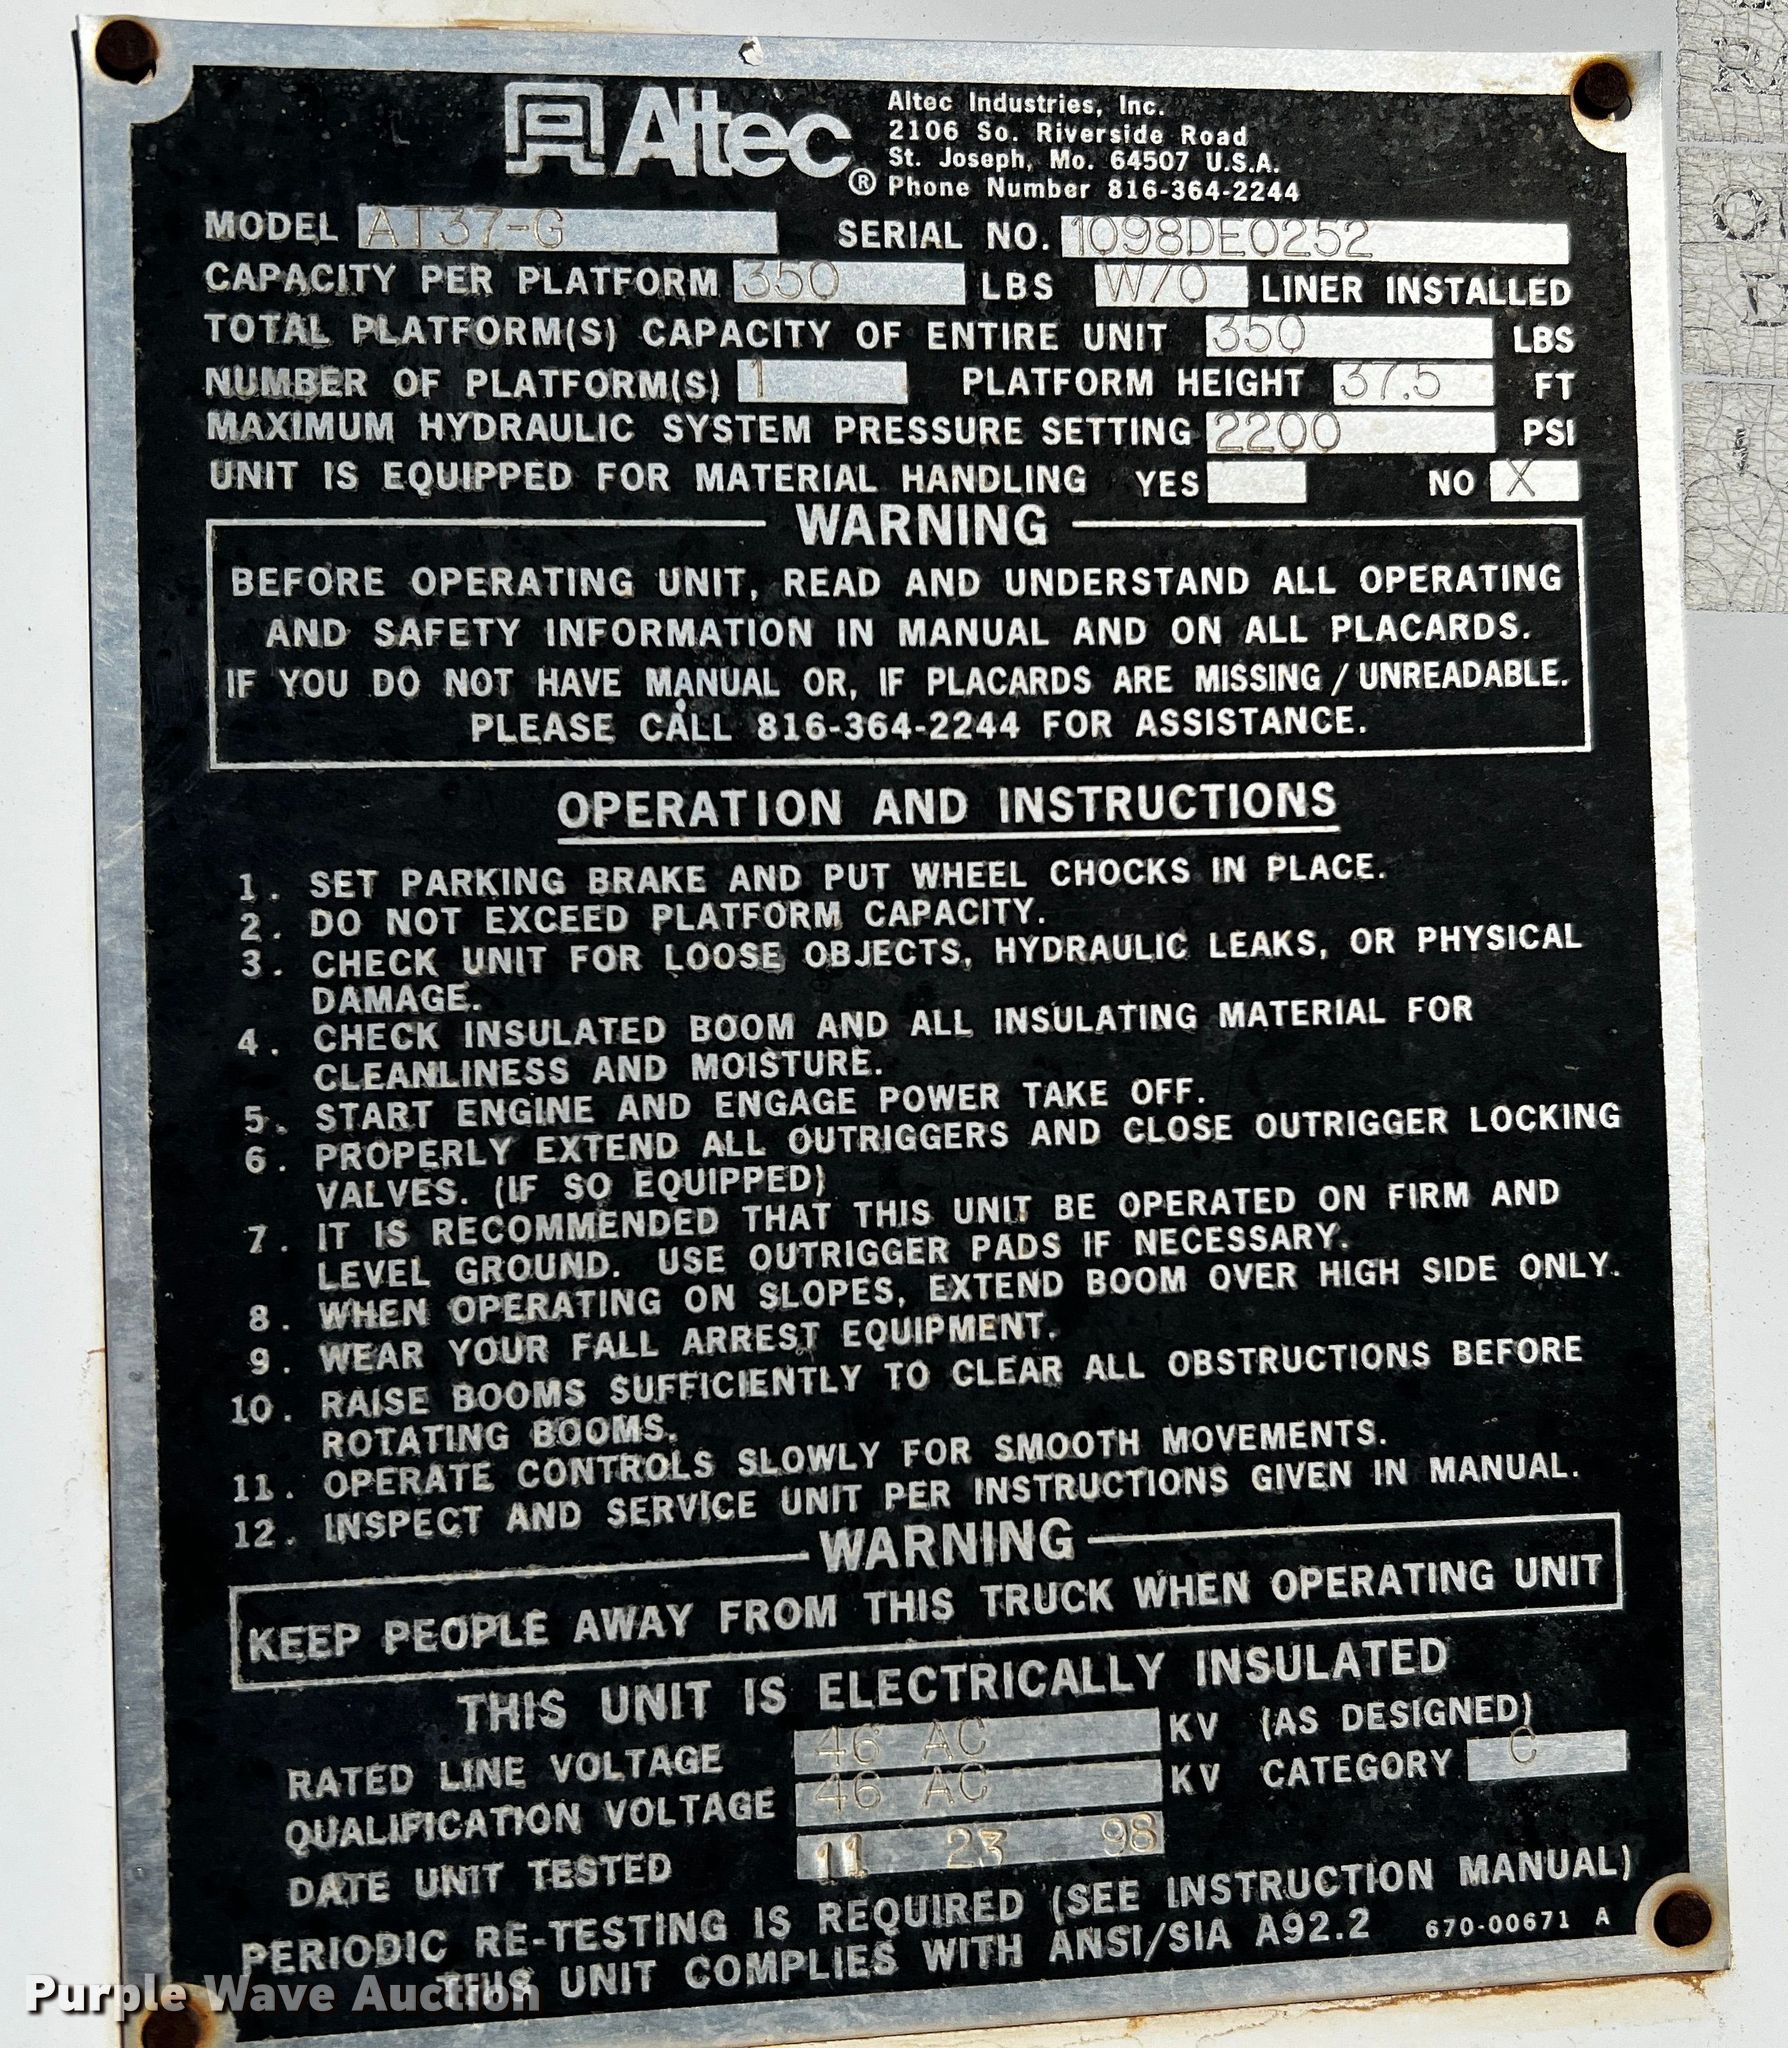 Altec
®
Altec Industries, Inc.
2106 So. Riverside Road
St. Joseph, Mo. 64507 U.S.A.
Phone Number 816-364-2244
MODEL AT37-G SERIAL NO. 1098DE0252
CAPACITY PER PLATFORM 350 LBS W/O LINER INSTALLED
TOTAL PLATFORM(S) CAPACITY OF ENTIRE UNIT 350 LBS
NUMBER OF PLATFORM(S) 1 PLATFORM HEIGHT 37.5 FT
MAXIMUM HYDRAULIC SYSTEM PRESSURE SETTING 2200 PSI
UNIT IS EQUIPPED FOR MATERIAL HANDLING YES NO X
WARNING
BEFORE OPERATING UNIT, READ AND UNDERSTAND ALL OPERATING
AND SAFETY INFORMATION IN MANUAL AND ON ALL PLACARDS.
IF YOU DO NOT HAVE MANUAL OR, IF PLACARDS ARE MISSING/UNREADABLE.
PLEASE CALL 816-364-2244 FOR ASSISTANCE.
OPERATION AND INSTRUCTIONS
1. SET PARKING BRAKE AND PUT WHEEL CHOCKS IN PLACE.
2. DO NOT EXCEED PLATFORM CAPACITY.
3. CHECK UNIT FOR LOOSE OBJECTS, HYDRAULIC LEAKS, OR PHYSICAL
DAMAGE.
4. CHECK INSULATED BOOM AND ALL INSULATING MATERIAL FOR
CLEANLINESS AND MOISTURE.
5. START ENGINE AND ENGAGE POWER TAKE OFF.
6. PROPERLY EXTEND ALL OUTRIGGERS AND CLOSE OUTRIGGER LOCKING
VALVES. (IF SO EQUIPPED)
7. IT IS RECOMMENDED THAT THIS UNIT BE OPERATED ON FIRM AND
LEVEL GROUND. USE OUTRIGGER PADS IF NECESSARY.
8. WHEN OPERATING ON SLOPES, EXTEND BOOM OVER HIGH SIDE ONLY.
9. WEAR YOUR FALL ARREST EQUIPMENT.
10. RAISE BOOMS SUFFICIENTLY TO CLEAR ALL OBSTRUCTIONS BEFORE
ROTATING BOOMS.
11. OPERATE CONTROLS SLOWLY FOR SMOOTH MOVEMENTS.
12. INSPECT AND SERVICE UNIT PER INSTRUCTIONS GIVEN IN MANUAL.
WARNING
KEEP PEOPLE AWAY FROM THIS TRUCK WHEN OPERATING UNIT
THIS UNIT IS ELECTRICALLY INSULATED
RATED LINE VOLTAGE 46 AC KV (AS DESIGNED)
QUALIFICATION VOLTAGE 46 AC KV CATEGORY C
DATE UNIT TESTED 11 23 98
PERIODIC RE-TESTING IS REQUIRED (SEE INSTRUCTION MANUAL)
THIS UNIT COMPLIES WITH ANSI/SIA A92.2 670-00671 A
Purple Wave Auction